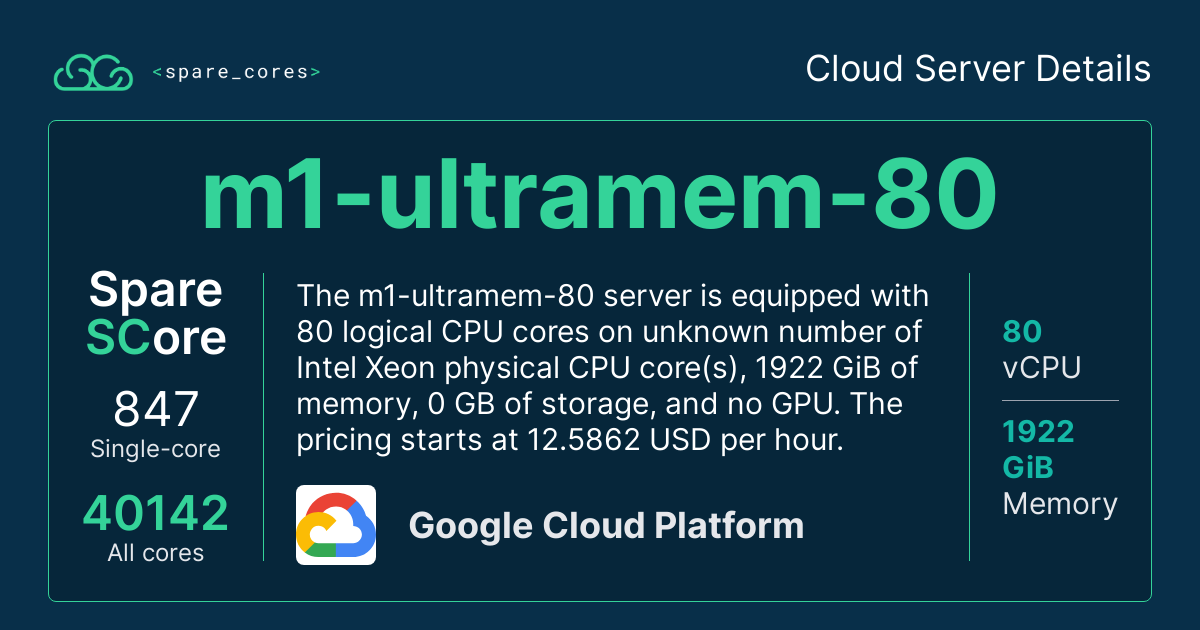 <spare_cores>
Cloud Server Details
m1-ultramem-80
Spare
SCore
847
Single-core
40142
All cores
The m1-ultramem-80 server is equipped with
80 logical CPU cores on unknown number of
Intel Xeon physical CPU core(s), 1922 GiB of
memory, 0 GB of storage, and no GPU. The
pricing starts at 12.5862 USD per hour.
Google Cloud Platform
80
vCPU
1922
GiB
Memory